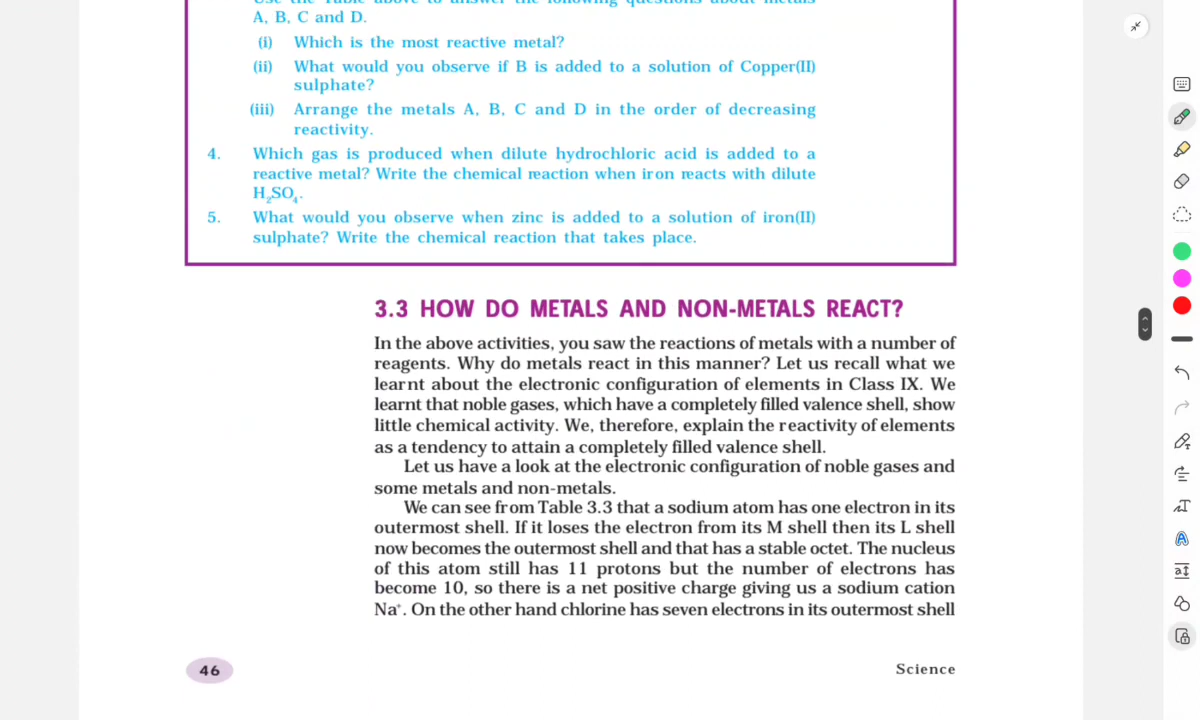 Use the Table above to answer the following questions about metals
A, B, C and D.
(i) Which is the most reactive metal?
(ii) What would you observe if B is added to a solution of Copper(II)
sulphate?
(iii) Arrange the metals A, B, C and D in the order of decreasing
reactivity.
4. Which gas is produced when dilute hydrochloric acid is added to a
reactive metal? Write the chemical reaction when iron reacts with dilute
H₂SO₄.
5. What would you observe when zinc is added to a solution of iron(II)
sulphate? Write the chemical reaction that takes place.
3.3 HOW DO METALS AND NON-METALS REACT?
In the above activities, you saw the reactions of metals with a number of
reagents. Why do metals react in this manner? Let us recall what we
learnt about the electronic configuration of elements in Class IX. We
learnt that noble gases, which have a completely filled valence shell, show
little chemical activity. We, therefore, explain the reactivity of elements
as a tendency to attain a completely filled valence shell.
Let us have a look at the electronic configuration of noble gases and
some metals and non-metals.
We can see from Table 3.3 that a sodium atom has one electron in its
outermost shell. If it loses the electron from its M shell then its L shell
now becomes the outermost shell and that has a stable octet. The nucleus
of this atom still has 11 protons but the number of electrons has
become 10, so there is a net positive charge giving us a sodium cation
Na⁺. On the other hand chlorine has seven electrons in its outermost shell
46
Science